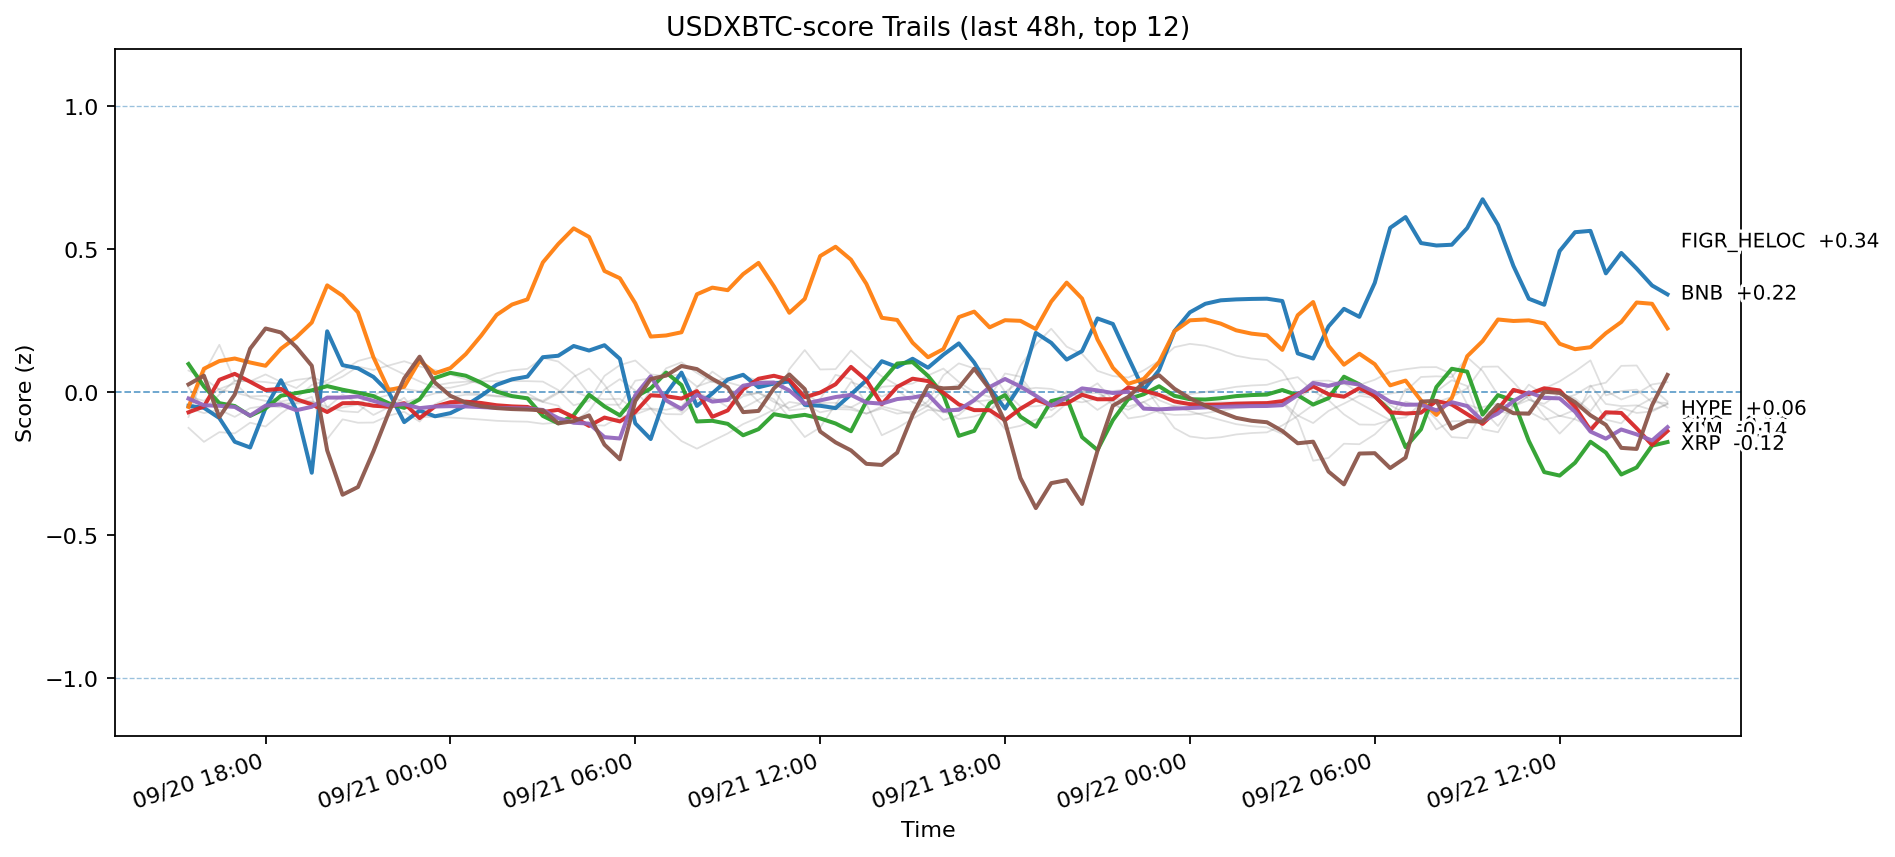 USDXBTC-score Trails (last 48h, top 12)
Score (z)
1.0
0.5
0.0
−0.5
−1.0
FIGR_HELOC +0.34
BNB +0.22
HYPE +0.06
XLM -0.14
XRP -0.12
09/20 18:00
09/21 00:00
09/21 06:00
09/21 12:00
09/21 18:00
09/22 00:00
09/22 06:00
09/22 12:00
Time